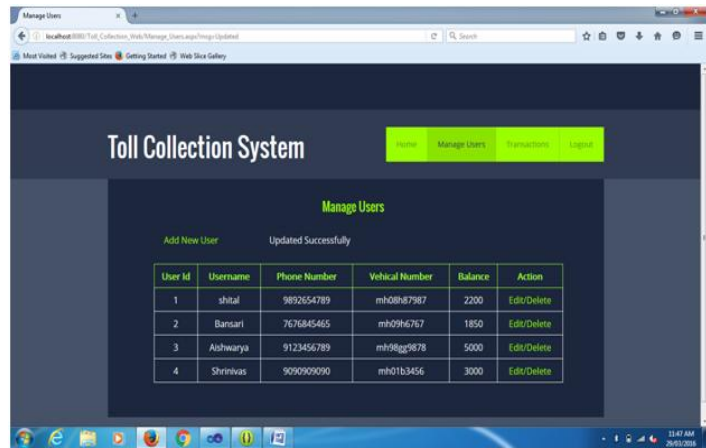 Manage Users
localhost:8080/Toll_Collection_Web/Manage_Users.aspx?msg=Updated
Search
Most Visited Suggested Sites Getting Started Web Slice Gallery
Toll Collection System
Home Manage Users Transactions Logout
Manage Users
Add New User Updated Successfully
User Id Username Phone Number Vehical Number Balance Action
1 shital 9892654789 mh08h87987 2200 Edit/Delete
2 Bansari 7676845465 mh09h6767 1850 Edit/Delete
3 Aishwarya 9123456789 mh98gg9878 5000 Edit/Delete
4 Shrinivas 9090909090 mh01b3456 3000 Edit/Delete
11:47 AM
29/03/2016